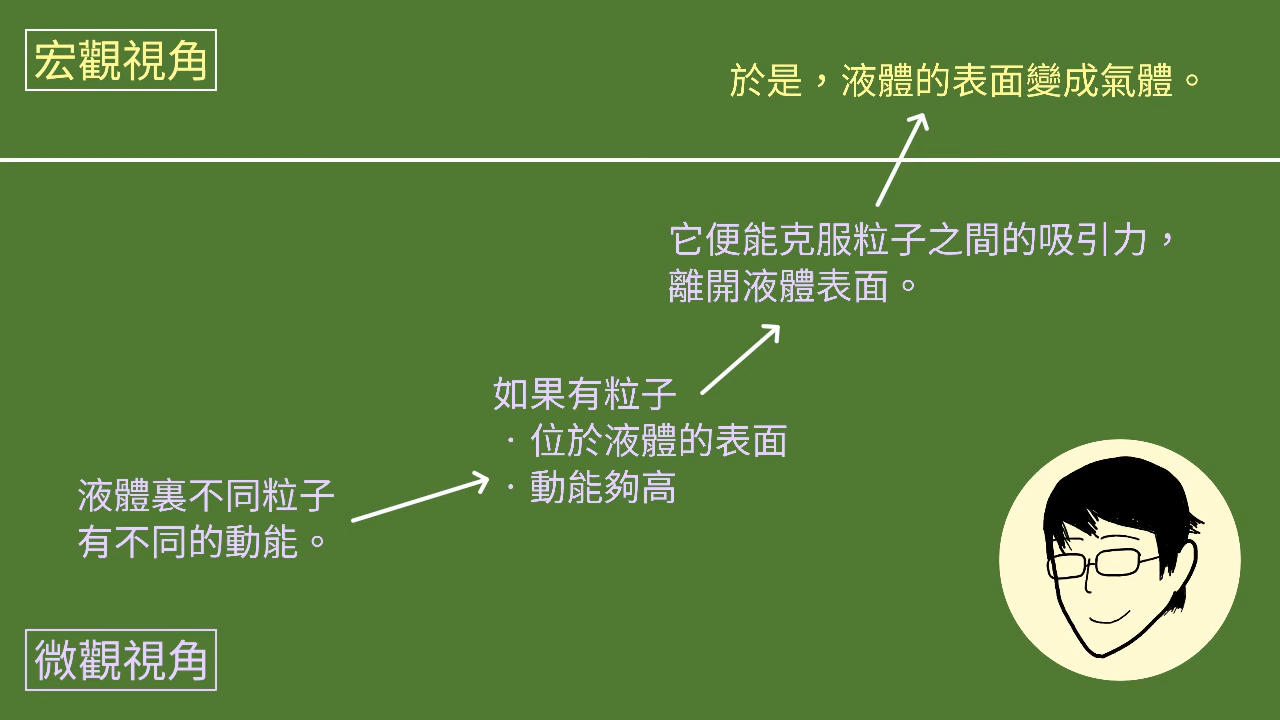 宏觀視角
於是，液體的表面變成氣體。
它便能克服粒子之間的吸引力，
離開液體表面。
如果有粒子
· 位於液體的表面
· 動能夠高
液體裏不同粒子
有不同的動能。
微觀視角